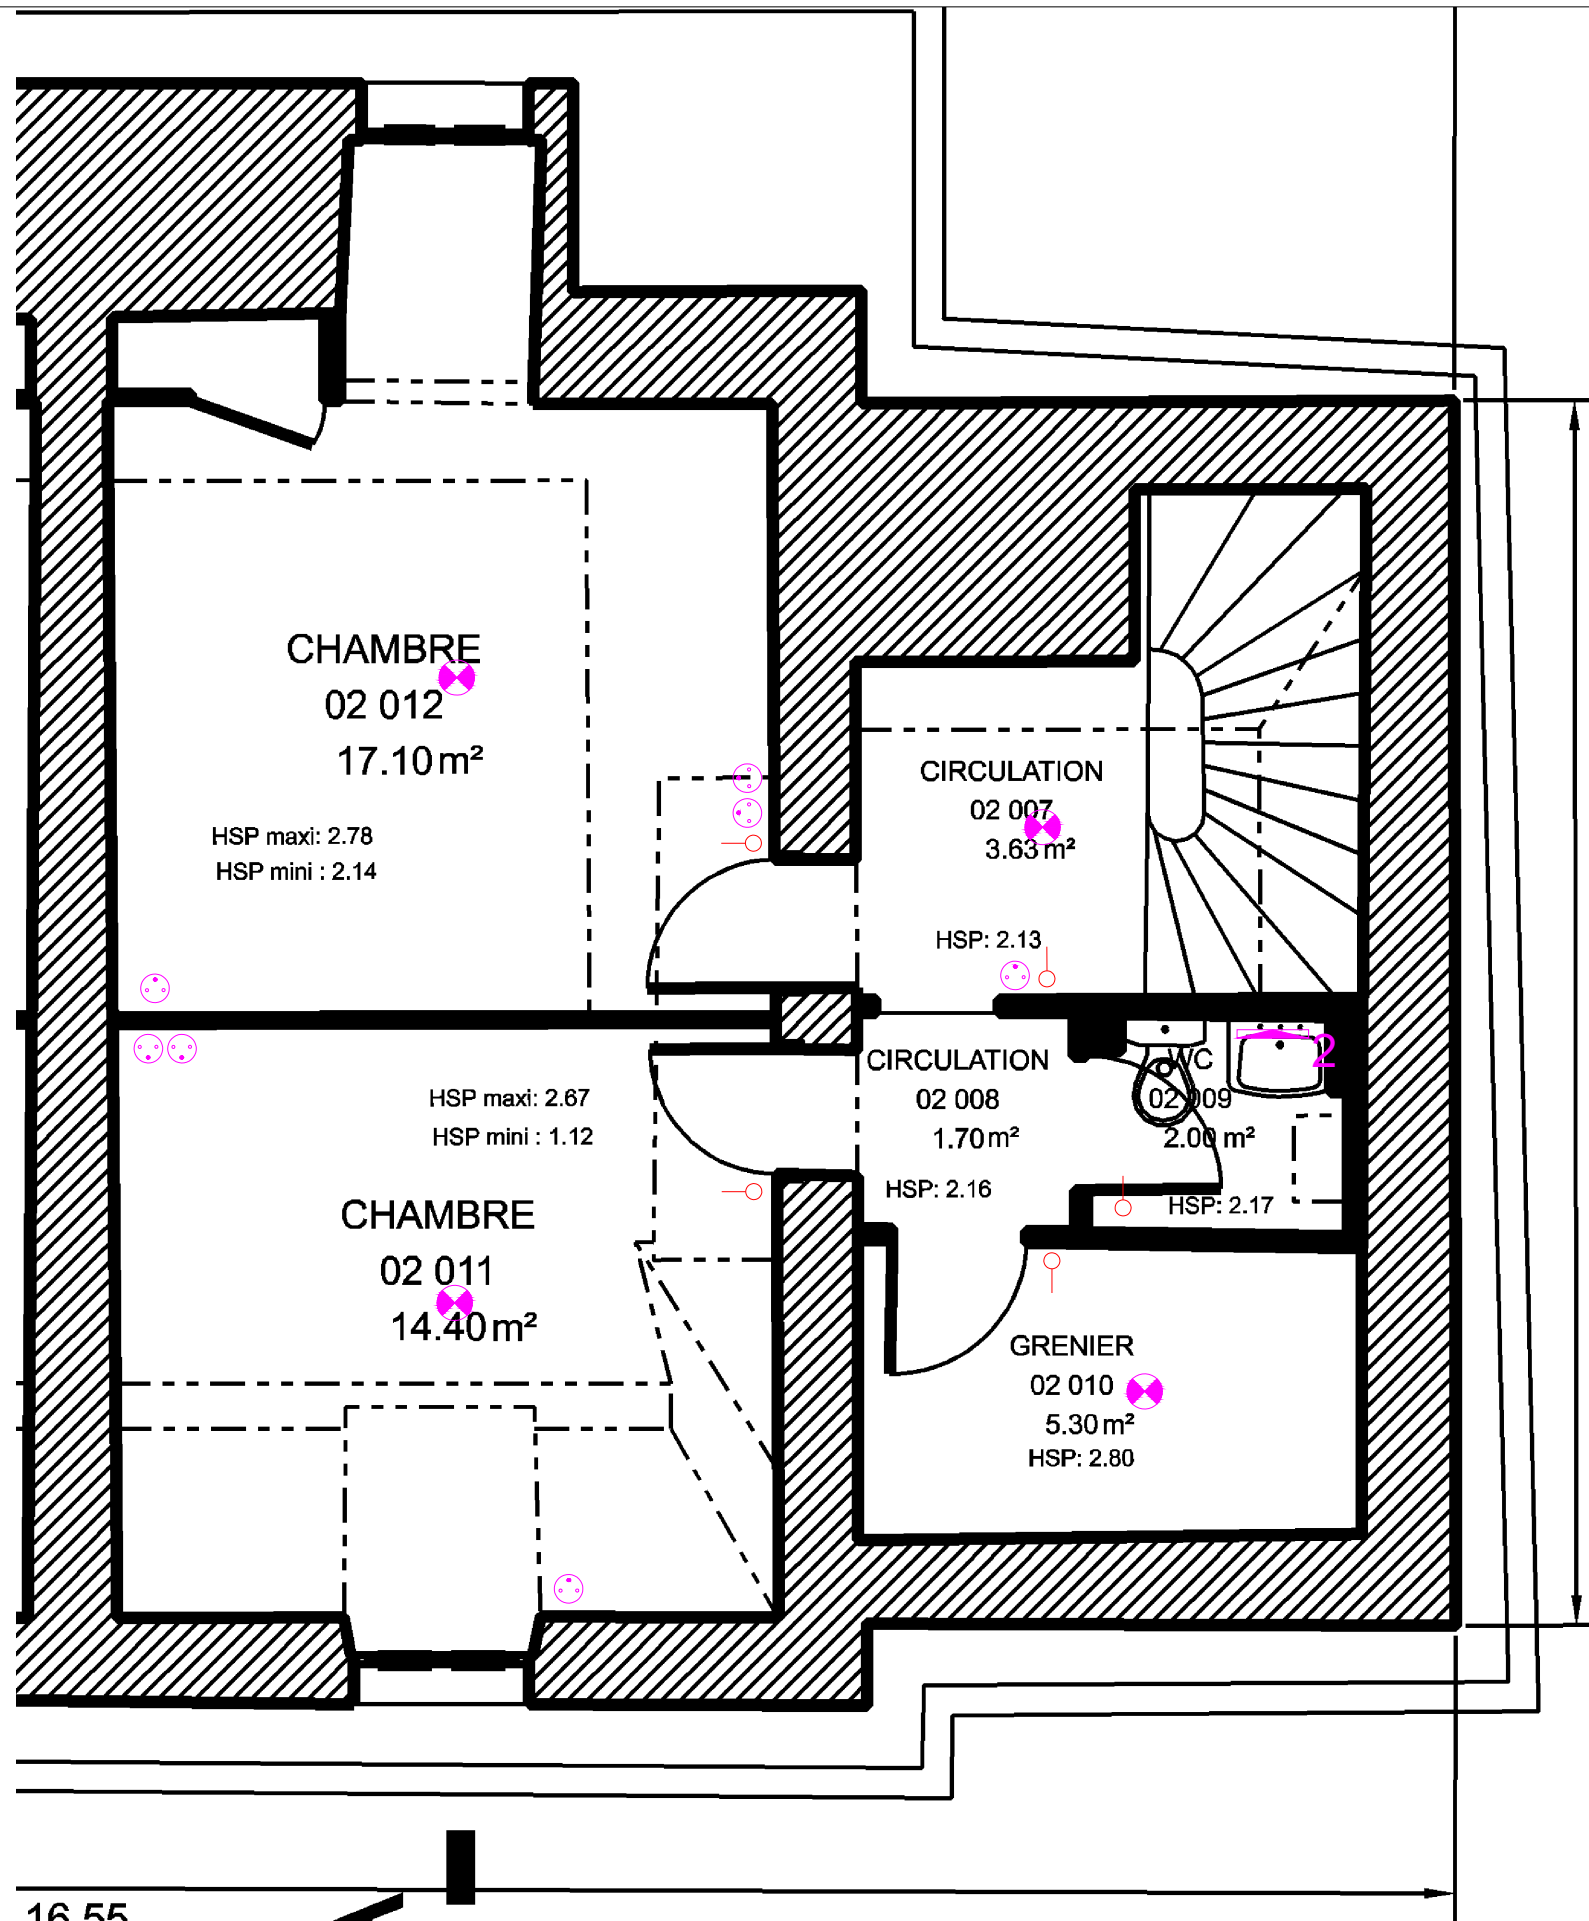 CHAMBRE
02 012
17.10 m²
HSP maxi: 2.78
HSP mini : 2.14
CIRCULATION
02 007
3.63 m²
HSP: 2.13
CIRCULATION
02 008
1.70 m²
HSP: 2.16
WC
02 009
2.00 m²
HSP: 2.17
2
HSP maxi: 2.67
HSP mini : 1.12
CHAMBRE
02 011
14.40 m²
GRENIER
02 010
5.30 m²
HSP: 2.80
16.55